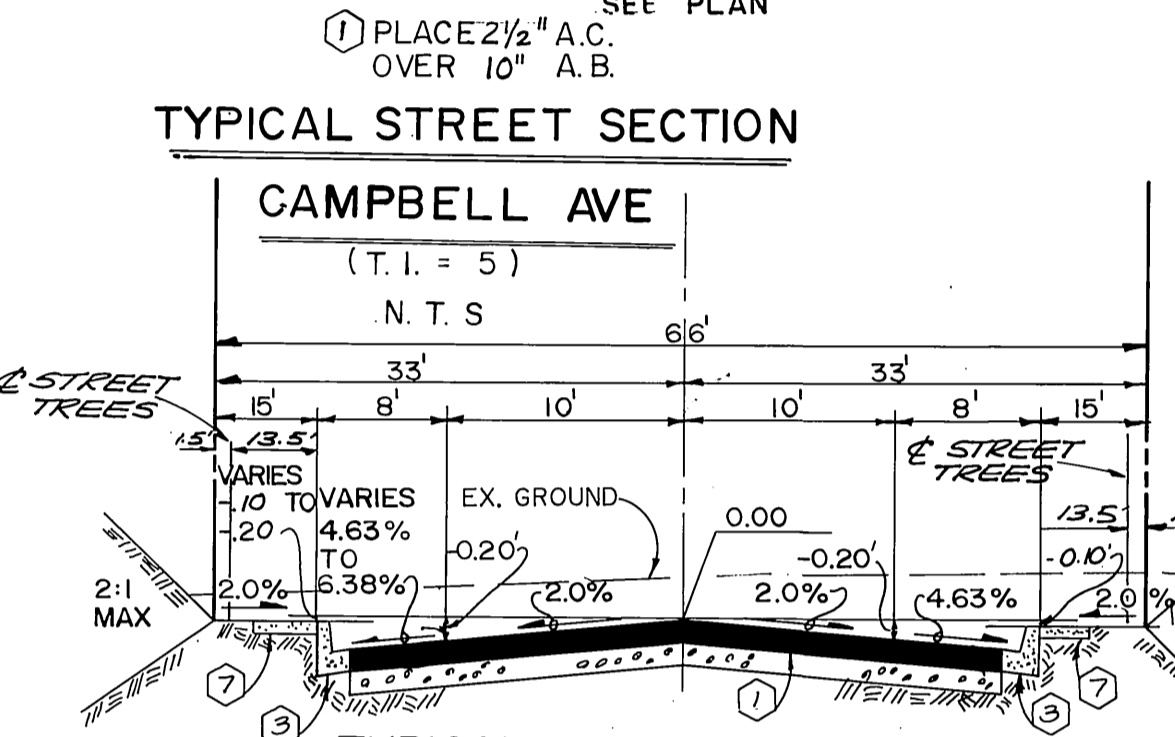 SEE PLAN
1 PLACE 2½" A.C.
OVER 10" A.B.
TYPICAL STREET SECTION
CAMPBELL AVE
(T.I. = 5)
N.T.S
66'
33' 33'
℄ STREET
TREES
15' 8' 10' 10' 8' 15'
1.5' 13.5'
℄ STREET
TREES
VARIES
-.10 TO
-.20
VARIES
4.63%
TO
6.38%
EX. GROUND
0.00
13.5'
-0.20'
-0.20'
-0.10'
2:1
MAX
2.0%
2.0%
2.0%
4.63%
2.0%
7
3
1
3
7